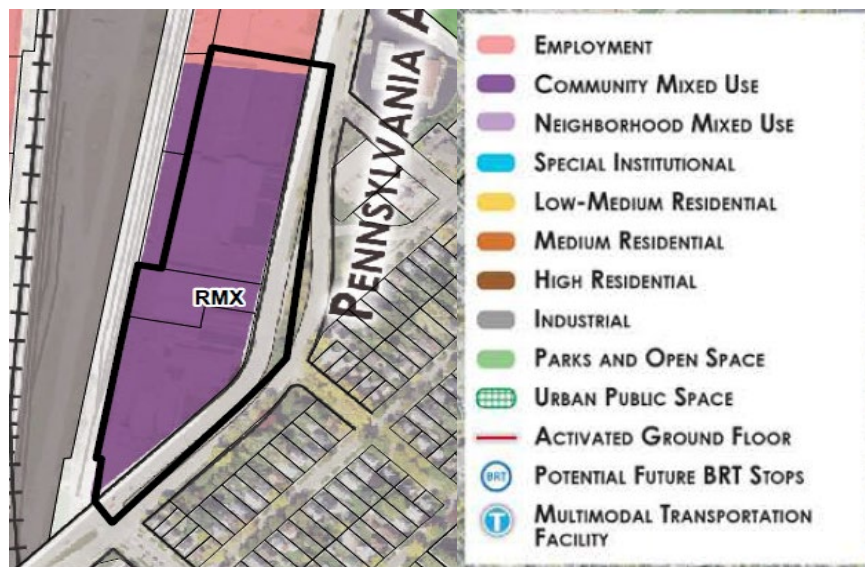 PENNSYLVANIA A
RMX
EMPLOYMENT
COMMUNITY MIXED USE
NEIGHBORHOOD MIXED USE
SPECIAL INSTITUTIONAL
LOW-MEDIUM RESIDENTIAL
MEDIUM RESIDENTIAL
HIGH RESIDENTIAL
INDUSTRIAL
PARKS AND OPEN SPACE
URBAN PUBLIC SPACE
ACTIVATED GROUND FLOOR
BRT
POTENTIAL FUTURE BRT STOPS
T
MULTIMODAL TRANSPORTATION
FACILITY